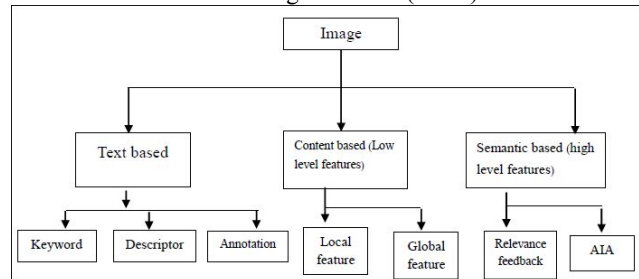 Image
Text based
Content based (Low
level features)
Semantic based (high
level features)
Keyword
Descriptor
Annotation
Local
feature
Global
feature
Relevance
feedback
AIA